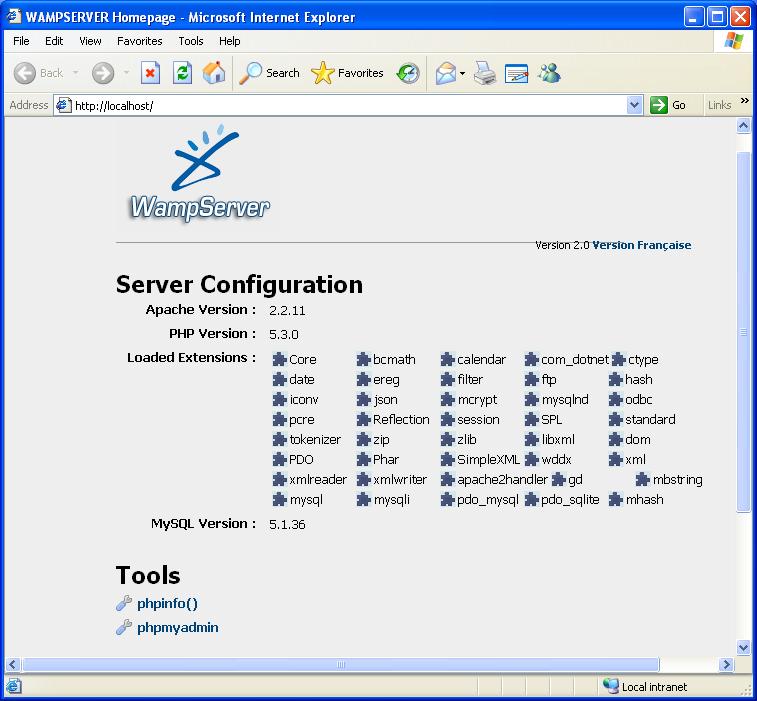 WAMPSERVER Homepage - Microsoft Internet Explorer
File Edit View Favorites Tools Help
Back Search Favorites
Address http://localhost/ Go Links »
WampServer
Version 2.0 Version Française
Server Configuration
Apache Version : 2.2.11
PHP Version : 5.3.0
Loaded Extensions : Core bcmath calendar com_dotnet ctype
date ereg filter ftp hash
iconv json mcrypt mysqlnd odbc
pcre Reflection session SPL standard
tokenizer zip zlib libxml dom
PDO Phar SimpleXML wddx xml
xmlreader xmlwriter apache2handler gd mbstring
mysql mysqli pdo_mysql pdo_sqlite mhash
MySQL Version : 5.1.36
Tools
phpinfo()
phpmyadmin
Local intranet